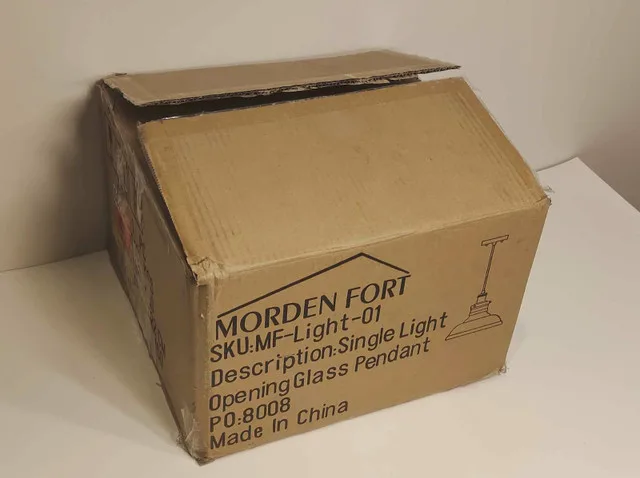 MORDEN FORT
SKU:MF-Light-01
Description:Single Light
Opening Glass Pendant
PO:8008
Made In China